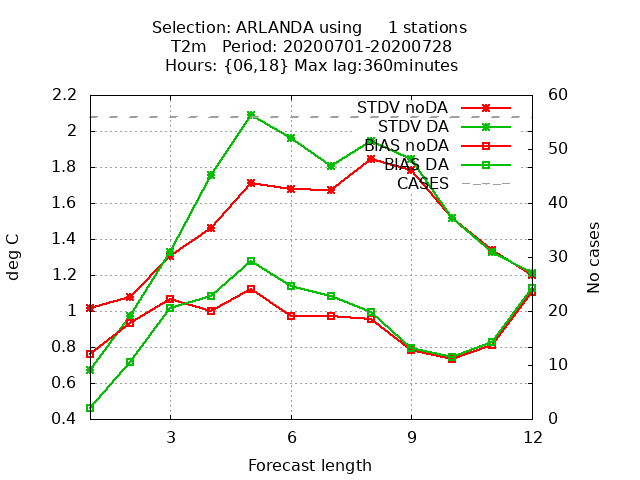 Selection: ARLANDA using     1 stations
T2m   Period: 20200701-20200728
Hours: {06,18} Max lag:360minutes
2.2
2
1.8
1.6
1.4
1.2
1
0.8
0.6
0.4
deg C
STDV noDA
STDV DA
BIAS noDA
BIAS DA
CASES
60
50
40
30
20
10
0
No cases
3 6 9 12
Forecast length